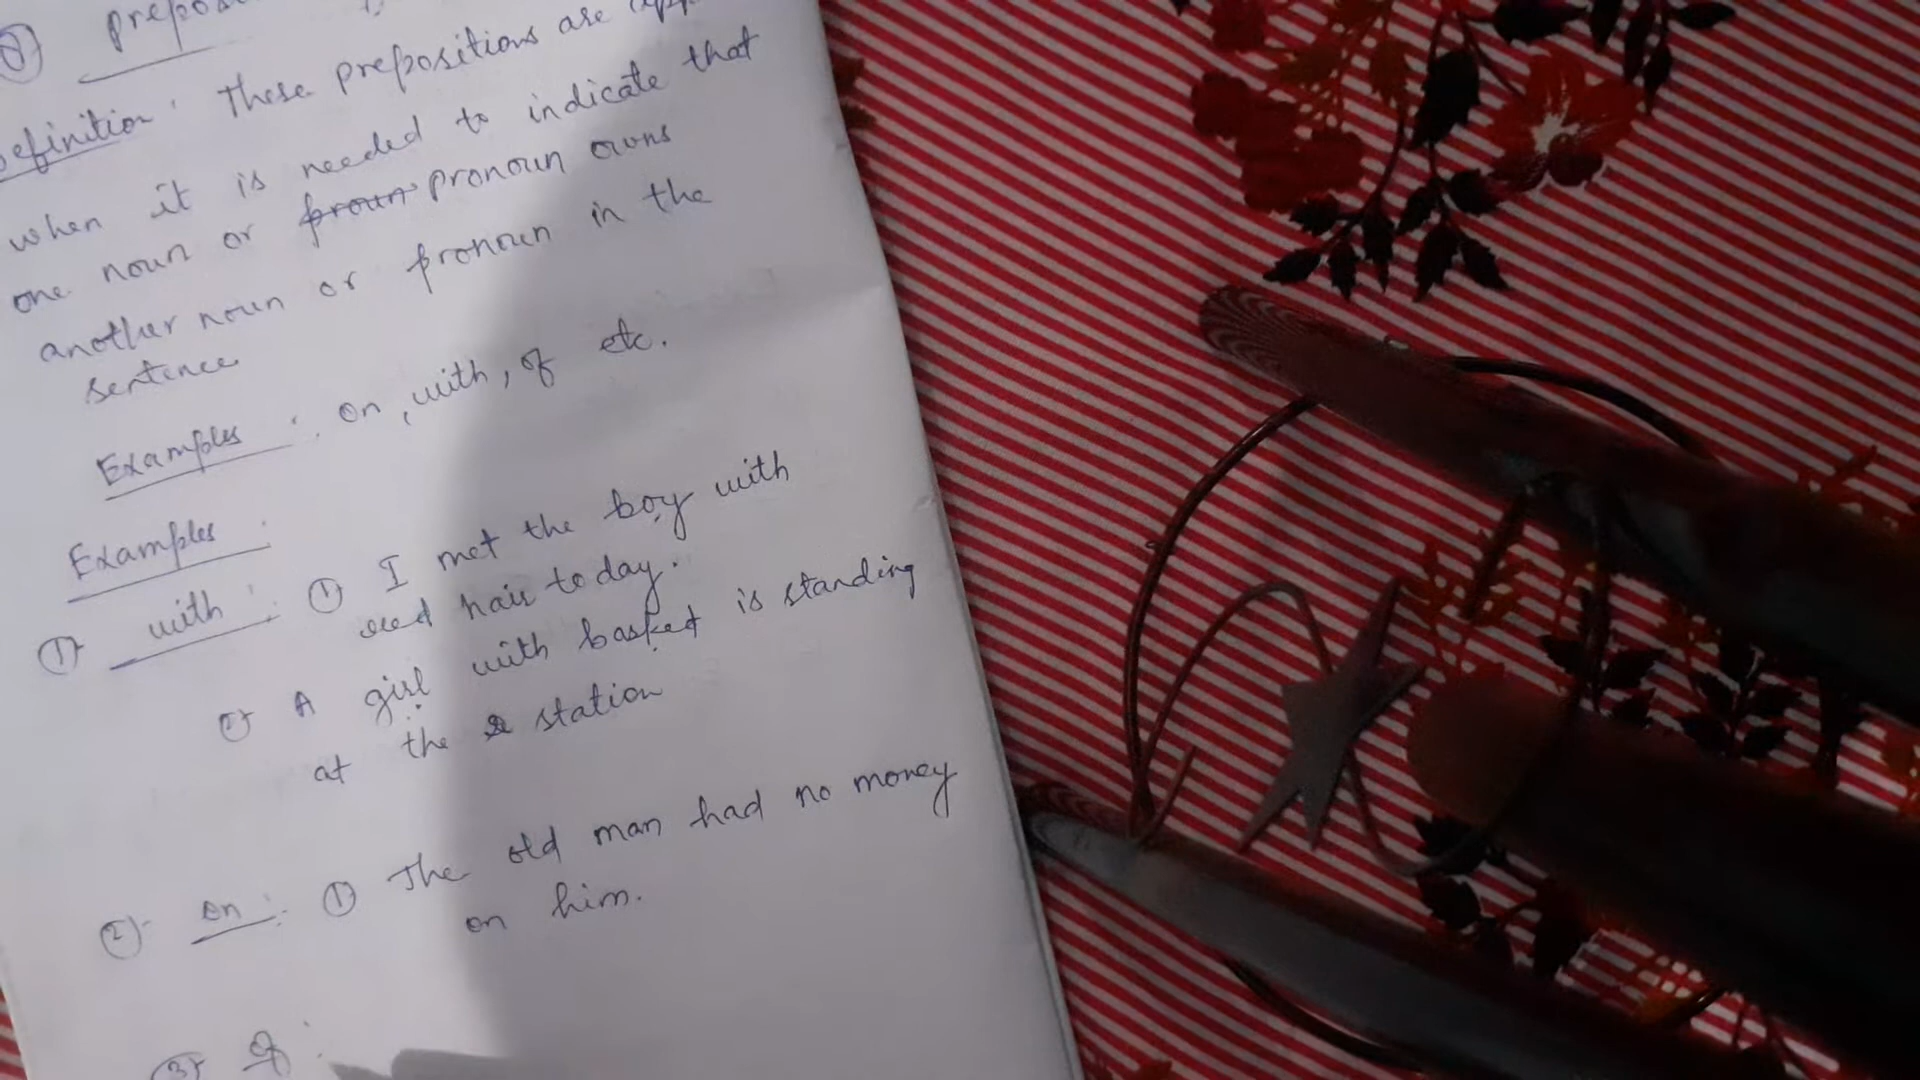 Definition: These prepositions are
when it is needed to indicate that
one noun or proun pronoun owns
another noun or pronoun in the
sentence
Examples: on, with, of etc.
Examples:
① with: ① I met the boy with
red hair today.
② A girl with basket is standing
at the station
② on: ① The old man had no money
on him.
③ of: